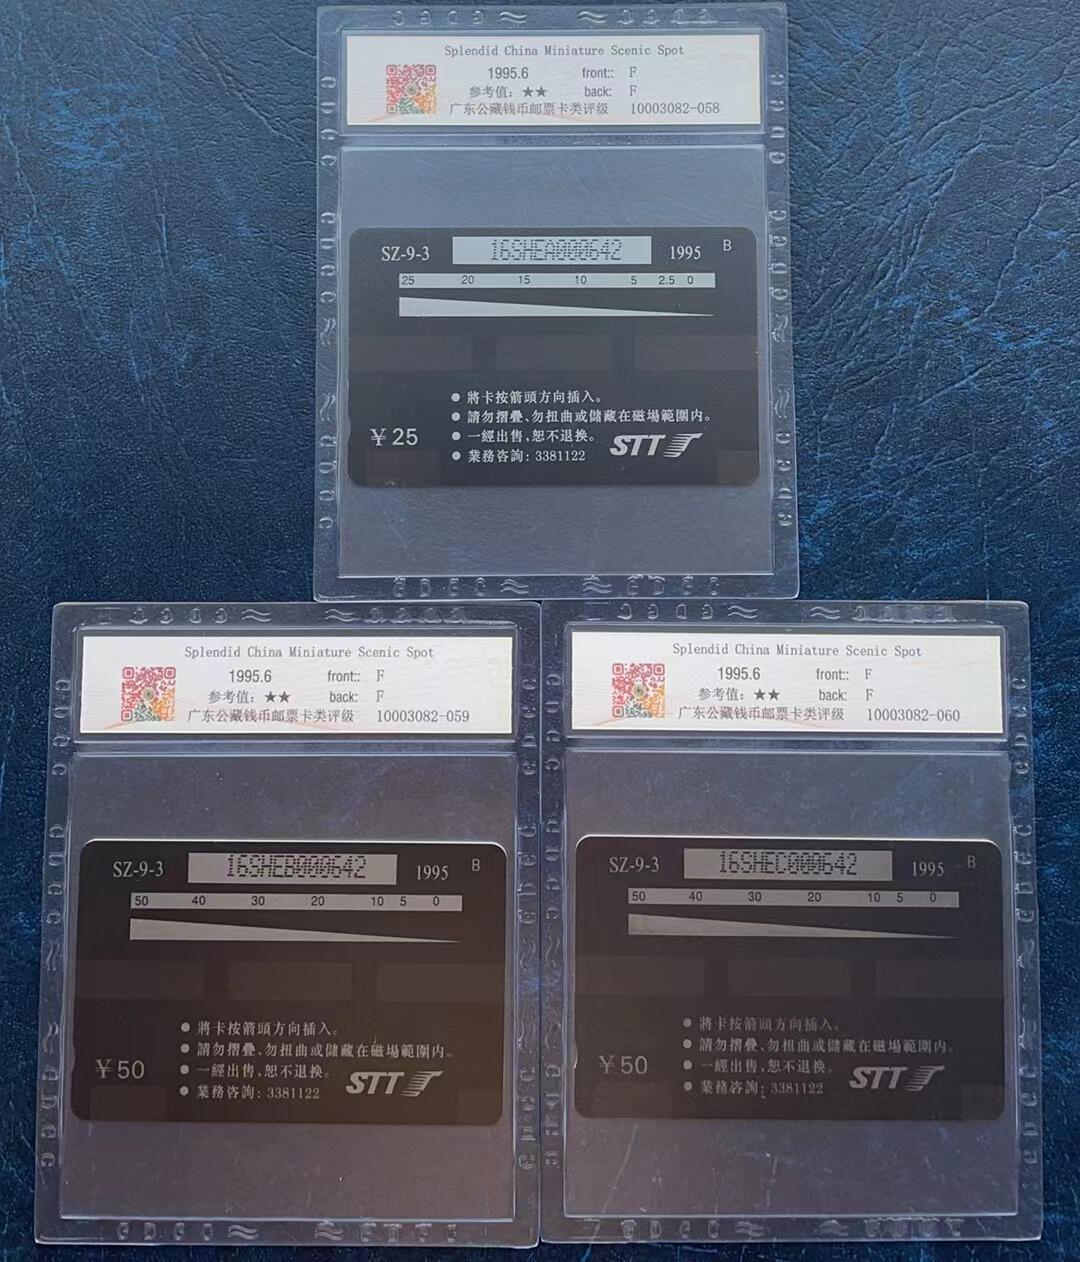 Splendid China Miniature Scenic Spot
1995.6 front:: F
参考值：★★ back: F
广东公藏钱币邮票卡类评级 10003082-058
SZ-9-3 16SHEA000642 1995 B
25 20 15 10 5 2.5 0
● 將卡按箭頭方向插入。
● 請勿摺疊、勿扭曲或儲藏在磁場範圍内。
¥25 ● 一經出售，恕不退换。
● 業務咨詢：3381122 STT
Splendid China Miniature Scenic Spot
1995.6 front:: F
参考值：★★ back: F
广东公藏钱币邮票卡类评级 10003082-059
SZ-9-3 16SHEB000642 1995 B
50 40 30 20 10 5 0
● 將卡按箭頭方向插入。
● 請勿摺疊、勿扭曲或儲藏在磁場範圍内。
¥50 ● 一經出售，恕不退换。
● 業務咨詢：3381122 STT
Splendid China Miniature Scenic Spot
1995.6 front:: F
参考值：★★ back: F
广东公藏钱币邮票卡类评级 10003082-060
SZ-9-3 16SHEC000642 1995 B
50 40 30 20 10 5 0
● 將卡按箭頭方向插入。
● 請勿摺疊、勿扭曲或儲藏在磁場範圍内。
¥50 ● 一經出售，恕不退换。
● 業務咨詢：3381122 STT